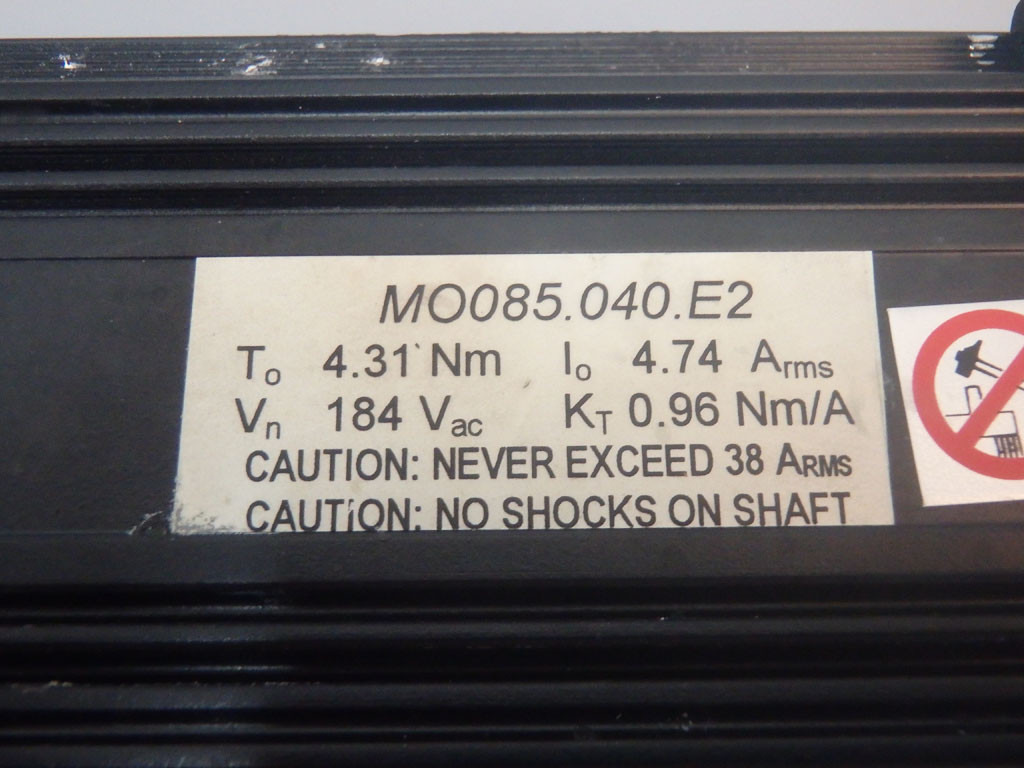 MO085.040.E2
To 4.31 Nm Io 4.74 Arms
Vn 184 Vac KT 0.96 Nm/A
CAUTION: NEVER EXCEED 38 ARMS
CAUTION: NO SHOCKS ON SHAFT